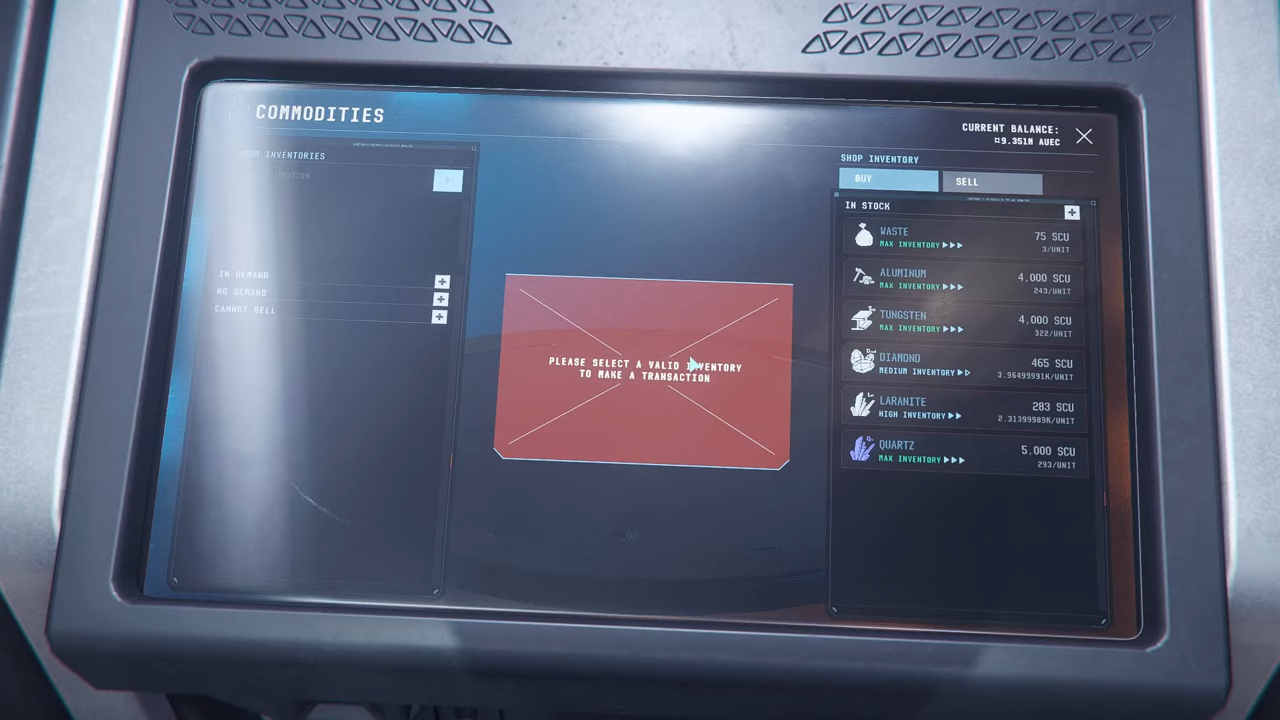 COMMODITIES
CURRENT BALANCE:
¤9.351M AUEC
YOUR INVENTORIES
LOCATION
IN DEMAND
NO DEMAND
CANNOT SELL
PLEASE SELECT A VALID INVENTORY
TO MAKE A TRANSACTION
SHOP INVENTORY
BUY
SELL
IN STOCK
WASTE
75 SCU
MAX INVENTORY
3/UNIT
ALUMINUM
4,000 SCU
MAX INVENTORY
243/UNIT
TUNGSTEN
4,000 SCU
MAX INVENTORY
322/UNIT
DIAMOND
465 SCU
MEDIUM INVENTORY
3.96499991K/UNIT
LARANITE
283 SCU
HIGH INVENTORY
2.31399989K/UNIT
QUARTZ
5,000 SCU
MAX INVENTORY
293/UNIT